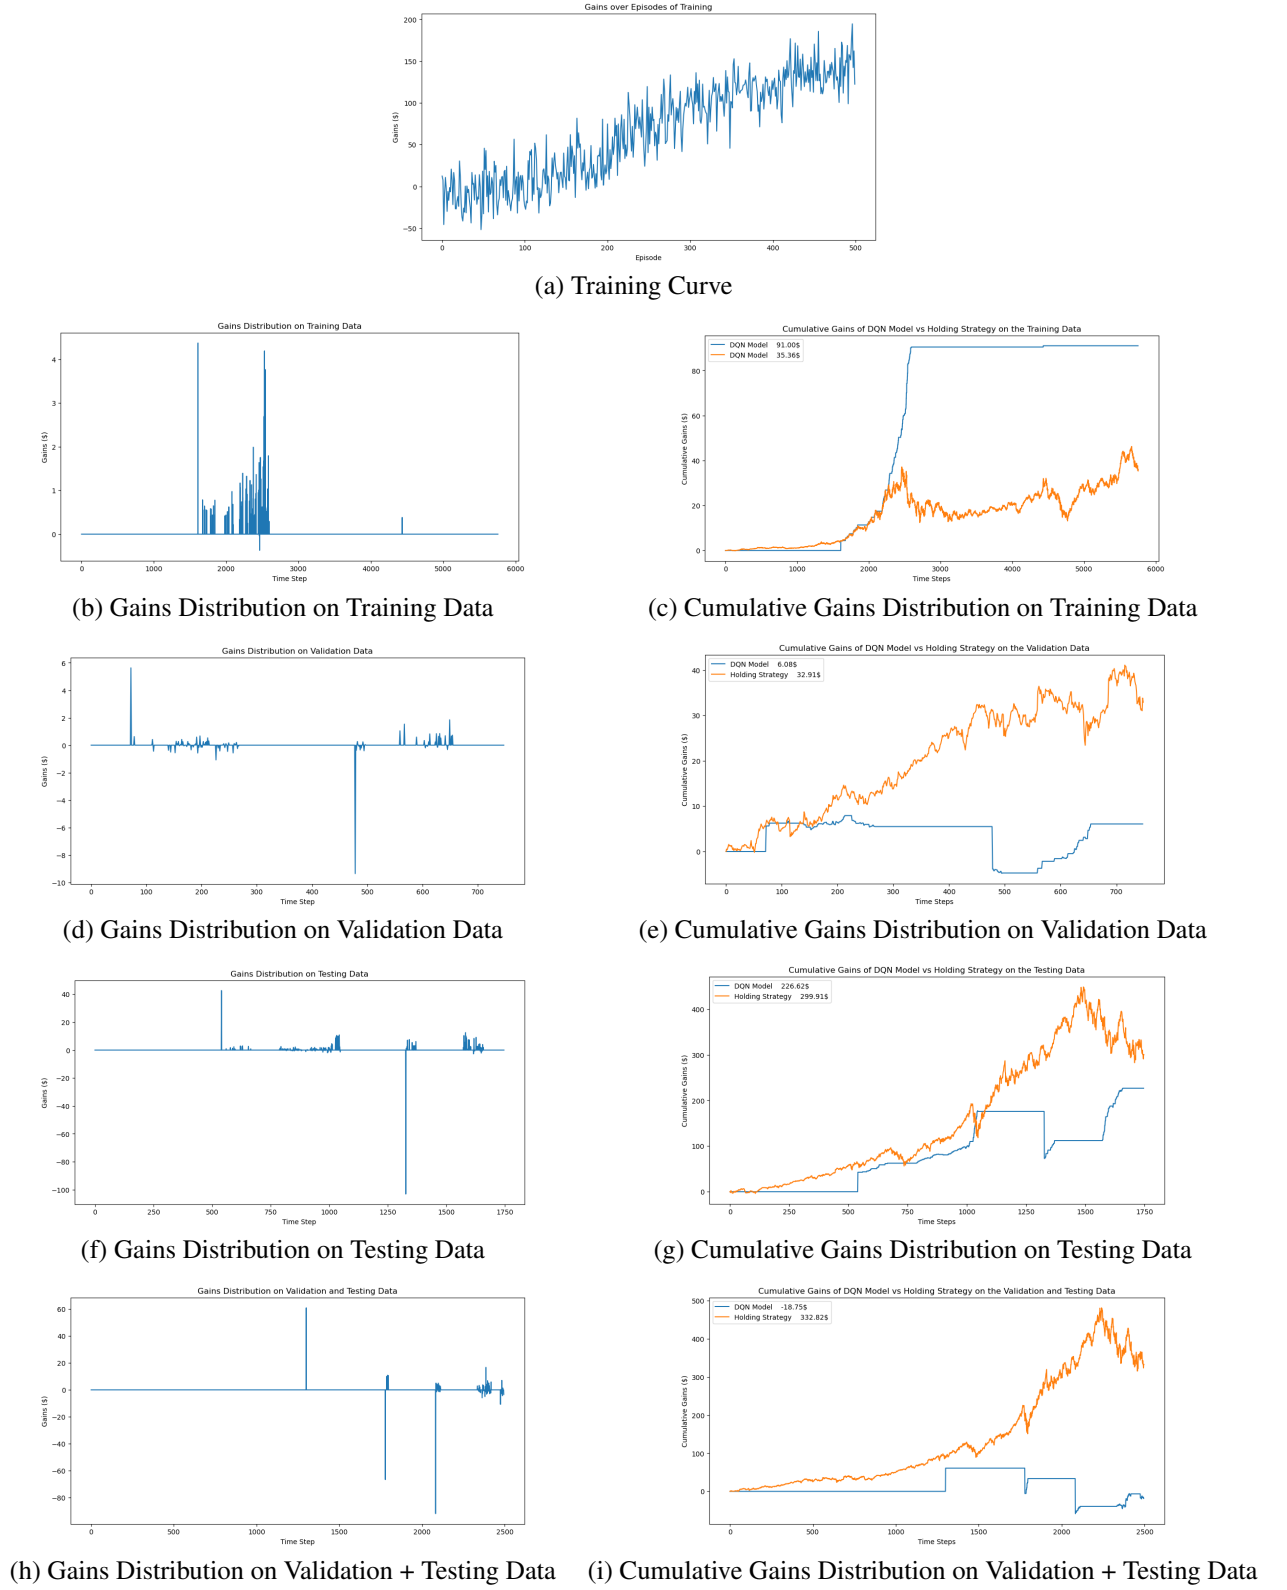 Gains over Episodes of Training
200
150
100
50
0
−50
Gains ($)
0 100 200 300 400 500
Episode
(a) Training Curve
Gains Distribution on Training Data
4
3
2
1
0
Gains ($)
0 1000 2000 3000 4000 5000 6000
Time Step
(b) Gains Distribution on Training Data
Cumulative Gains of DQN Model vs Holding Strategy on the Training Data
DQN Model 91.00$
DQN Model 35.36$
80
60
40
20
0
Cumulative Gains ($)
0 1000 2000 3000 4000 5000 6000
Time Steps
(c) Cumulative Gains Distribution on Training Data
Gains Distribution on Validation Data
6
4
2
0
−2
−4
−6
−8
−10
Gains ($)
0 100 200 300 400 500 600 700
Time Step
(d) Gains Distribution on Validation Data
Cumulative Gains of DQN Model vs Holding Strategy on the Validation Data
DQN Model 6.08$
Holding Strategy 32.91$
40
30
20
10
0
Cumulative Gains ($)
0 100 200 300 400 500 600 700
Time Steps
(e) Cumulative Gains Distribution on Validation Data
Gains Distribution on Testing Data
40
20
0
−20
−40
−60
−80
−100
Gains ($)
0 250 500 750 1000 1250 1500 1750
Time Step
(f) Gains Distribution on Testing Data
Cumulative Gains of DQN Model vs Holding Strategy on the Testing Data
DQN Model 226.62$
Holding Strategy 299.91$
400
300
200
100
0
Cumulative Gains ($)
0 250 500 750 1000 1250 1500 1750
Time Steps
(g) Cumulative Gains Distribution on Testing Data
Gains Distribution on Validation and Testing Data
60
40
20
0
−20
−40
−60
−80
Gains ($)
0 500 1000 1500 2000 2500
Time Step
(h) Gains Distribution on Validation + Testing Data
Cumulative Gains of DQN Model vs Holding Strategy on the Validation and Testing Data
DQN Model -18.75$
Holding Strategy 332.82$
500
400
300
200
100
0
Cumulative Gains ($)
0 500 1000 1500 2000 2500
Time Steps
(i) Cumulative Gains Distribution on Validation + Testing Data